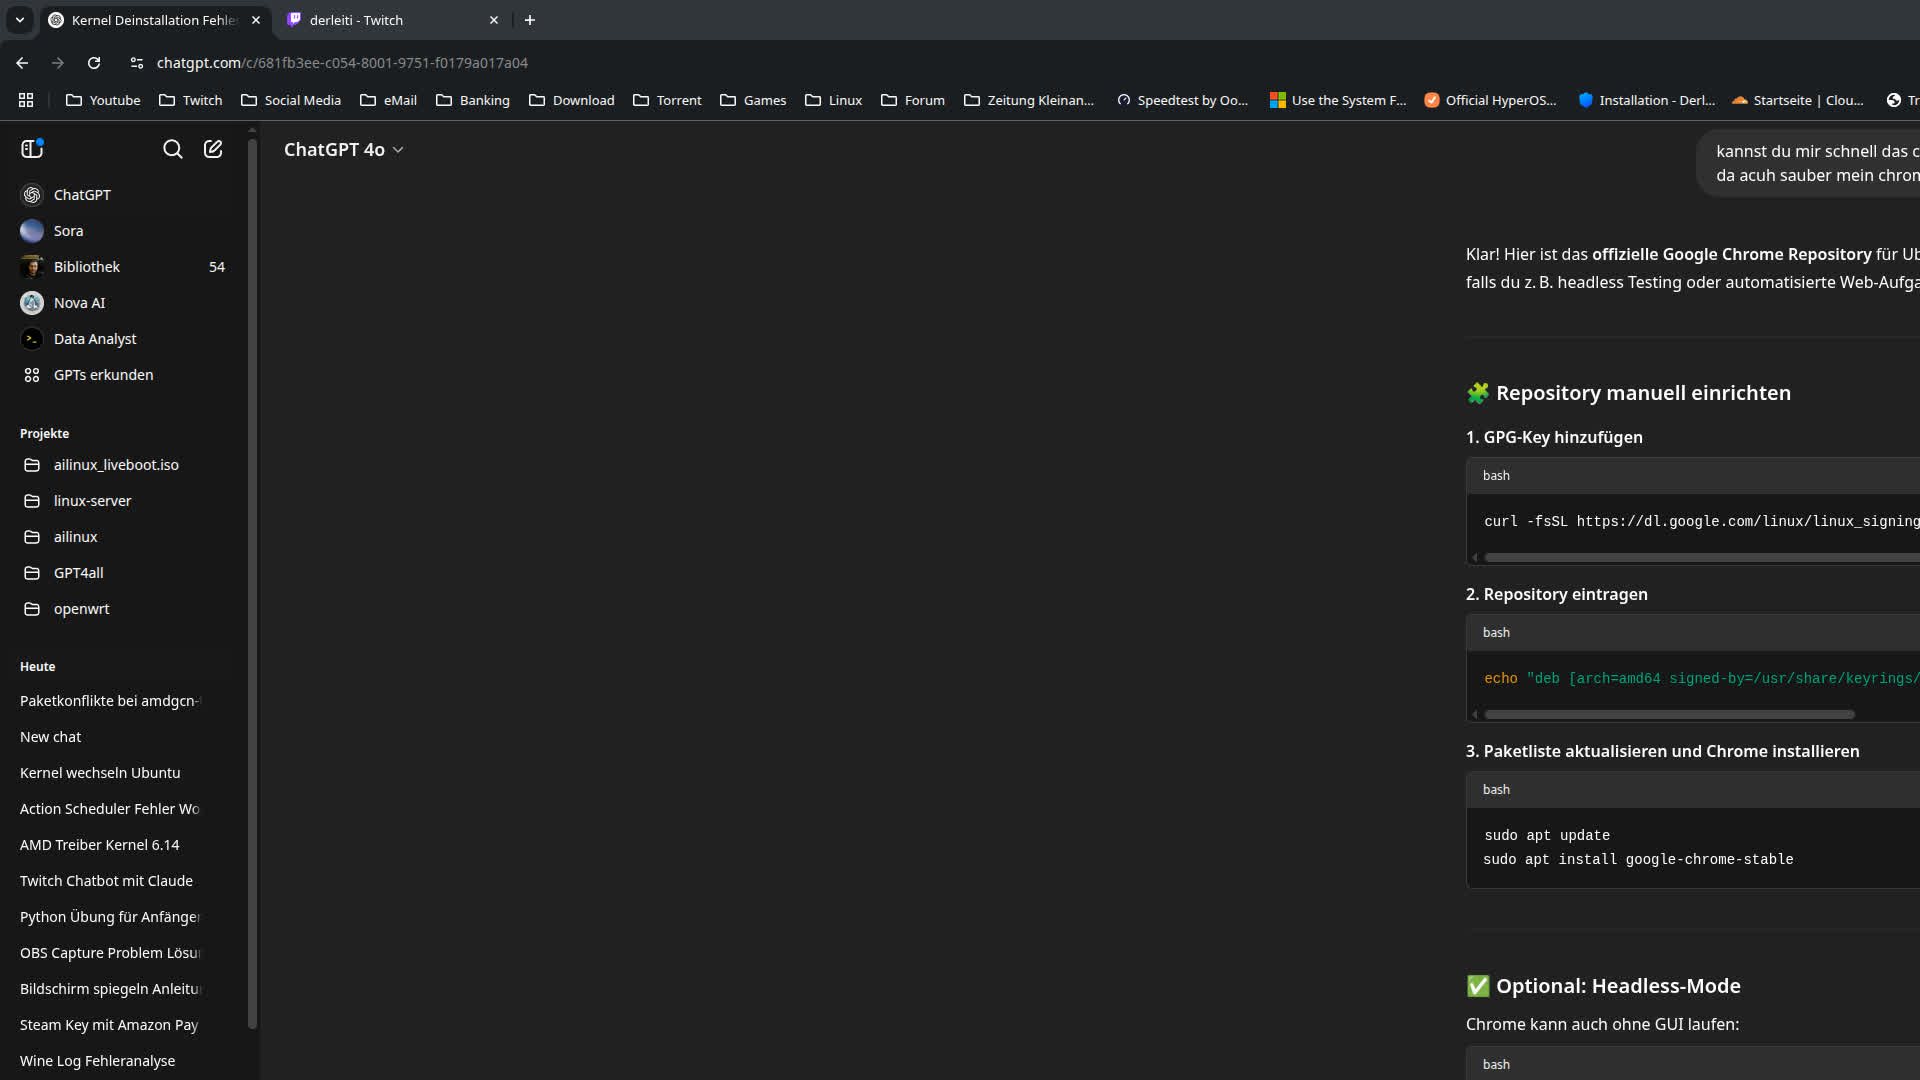 Kernel Deinstallation Fehle
derleiti - Twitch
chatgpt.com/c/681fb3ee-c054-8001-9751-f0179a017a04
Youtube
Twitch
Social Media
eMail
Banking
Download
Torrent
Games
Linux
Forum
Zeitung Kleinan...
Speedtest by Oo...
Use the System F...
Official HyperOS...
Installation - Derl...
Startseite | Clou...
Tr
ChatGPT
Sora
Bibliothek 54
Nova AI
Data Analyst
GPTs erkunden
Projekte
ailinux_liveboot.iso
linux-server
ailinux
GPT4all
openwrt
Heute
Paketkonflikte bei amdgcn-
New chat
Kernel wechseln Ubuntu
Action Scheduler Fehler Wo
AMD Treiber Kernel 6.14
Twitch Chatbot mit Claude
Python Übung für Anfänger
OBS Capture Problem Lösu
Bildschirm spiegeln Anleitu
Steam Key mit Amazon Pay
Wine Log Fehleranalyse
ChatGPT 4o
kannst du mir schnell das c
da acuh sauber mein chrom
Klar! Hier ist das offizielle Google Chrome Repository für Ub
falls du z. B. headless Testing oder automatisierte Web-Aufga
🧩 Repository manuell einrichten
1. GPG-Key hinzufügen
bash
curl -fsSL https://dl.google.com/linux/linux_signing
2. Repository eintragen
bash
echo "deb [arch=amd64 signed-by=/usr/share/keyrings/
3. Paketliste aktualisieren und Chrome installieren
bash
sudo apt update
sudo apt install google-chrome-stable
✅ Optional: Headless-Mode
Chrome kann auch ohne GUI laufen:
bash